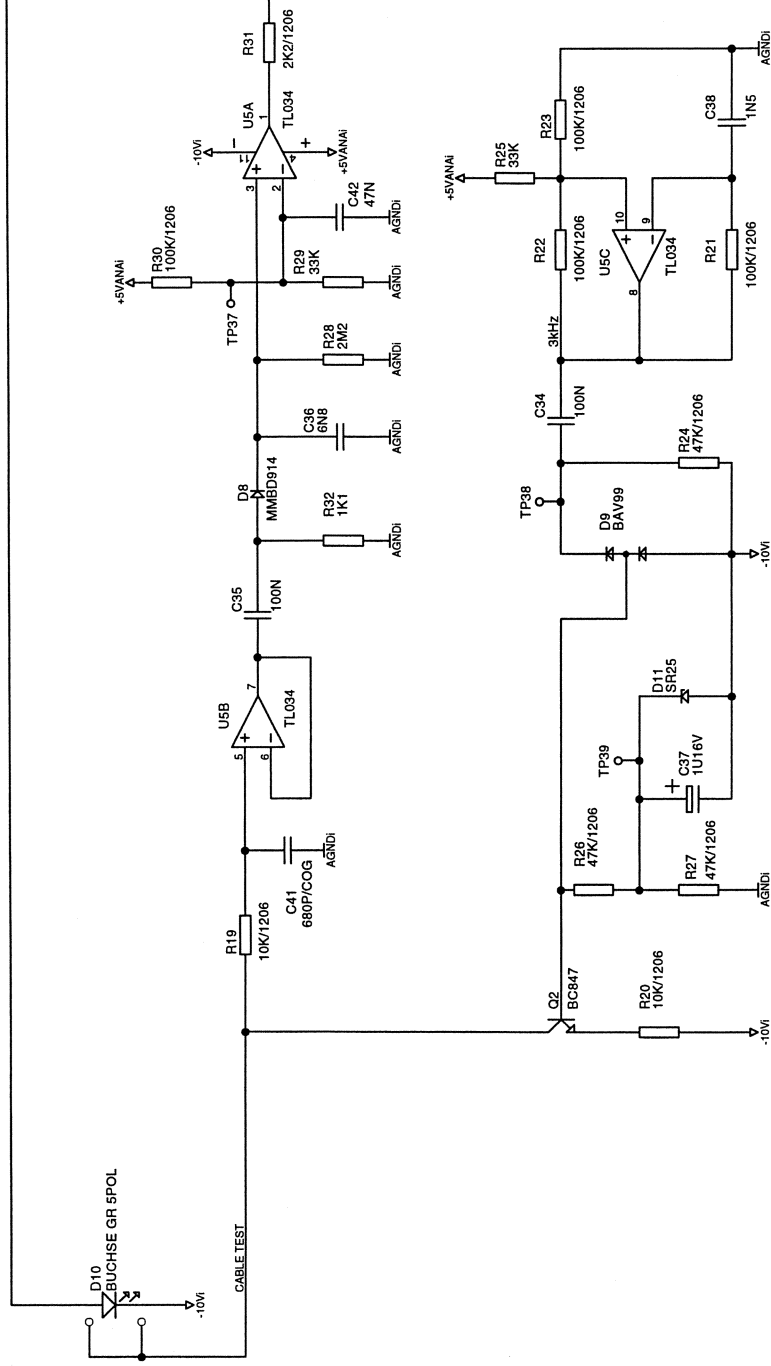 R31
2K2/1206
U5A
TL034
1
11
4
3
2
+
−
−
+
-10Vi
+5VANAi
C42
47N
AGNDi
+5VANAi
R30
100K/1206
TP37
R29
33K
AGNDi
R28
2M2
AGNDi
C36
6N8
AGNDi
D8
MMBD914
R32
1K1
AGNDi
C35
100N
U5B
TL034
7
5
6
+
−
C41
680P/COG
AGNDi
R19
10K/1206
CABLE TEST
D10
BUCHSE GR 5POL
-10Vi
AGNDi
R23
100K/1206
C38
1N5
+5VANAi
R25
33K
R22
100K/1206
10
9
8
+
−
U5C
TL034
R21
100K/1206
3kHz
C34
100N
R24
47K/1206
TP38
D9
BAV99
-10Vi
D11
SR25
TP39
+
C37
1U16V
R26
47K/1206
R27
47K/1206
AGNDi
Q2
BC847
R20
10K/1206
-10Vi